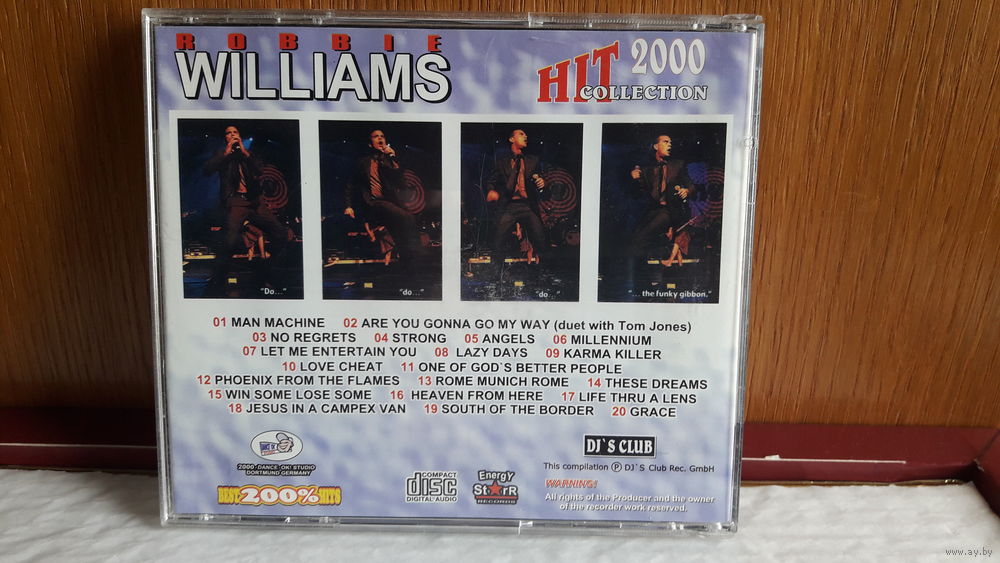 ROBBIE
WILLIAMS
HIT 2000
COLLECTION
"Do..."
"do..."
"do..."
"... the funky gibbon."
01 MAN MACHINE 02 ARE YOU GONNA GO MY WAY (duet with Tom Jones)
03 NO REGRETS 04 STRONG 05 ANGELS 06 MILLENNIUM
07 LET ME ENTERTAIN YOU 08 LAZY DAYS 09 KARMA KILLER
10 LOVE CHEAT 11 ONE OF GOD`S BETTER PEOPLE
12 PHOENIX FROM THE FLAMES 13 ROME MUNICH ROME 14 THESE DREAMS
15 WIN SOME LOSE SOME 16 HEAVEN FROM HERE 17 LIFE THRU A LENS
18 JESUS IN A CAMPEX VAN 19 SOUTH OF THE BORDER 20 GRACE
2000 · DANCE "OK! STUDIO
DORTMUND GERMANY
BEST 200% HITS
COMPACT
disc
DIGITAL AUDIO
EnergY
StaRR
RECORDS
DJ`S CLUB
This compilation Ⓟ DJ`S Club Rec. GmbH
WARNING!
All rights of the Producer and the owner
of the recorder work reserved.
www.ay.by